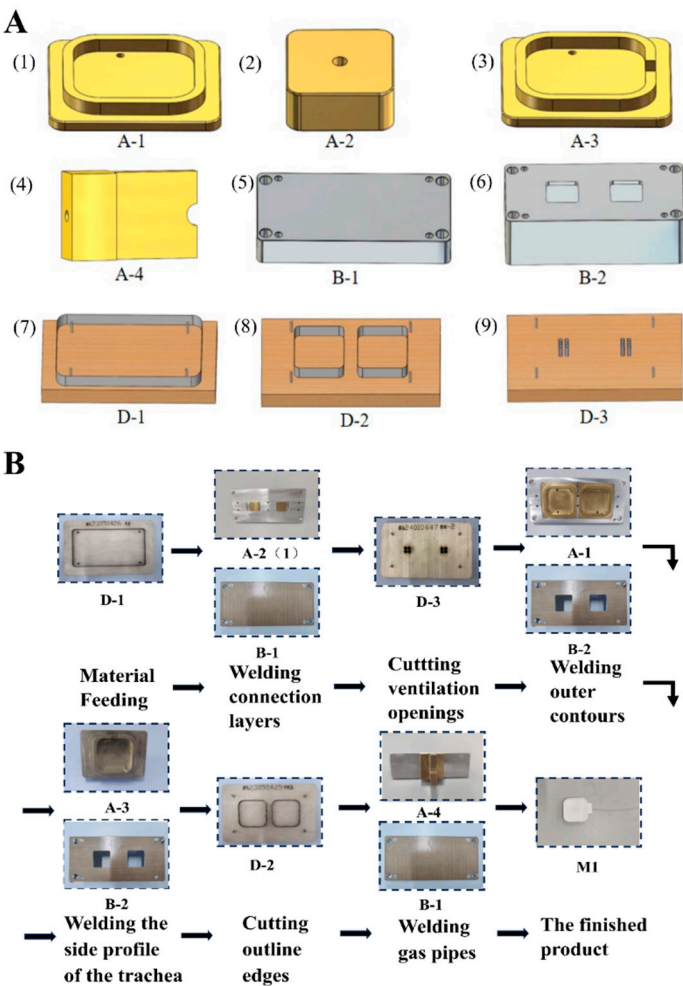 A
(1)
(2)
(3)
A-1
A-2
A-3
(4)
(5)
(6)
A-4
B-1
B-2
(7)
(8)
(9)
D-1
D-2
D-3
B
D-1
A-2（1）
B-1
D-3
A-1
B-2
Material
Feeding
Welding
connection
layers
Cuttting
ventilation
openings
Welding
outer
contours
A-3
B-2
D-2
A-4
B-1
M1
Welding the
side profile
of the trachea
Cutting
outline
edges
Welding
gas pipes
The finished
product